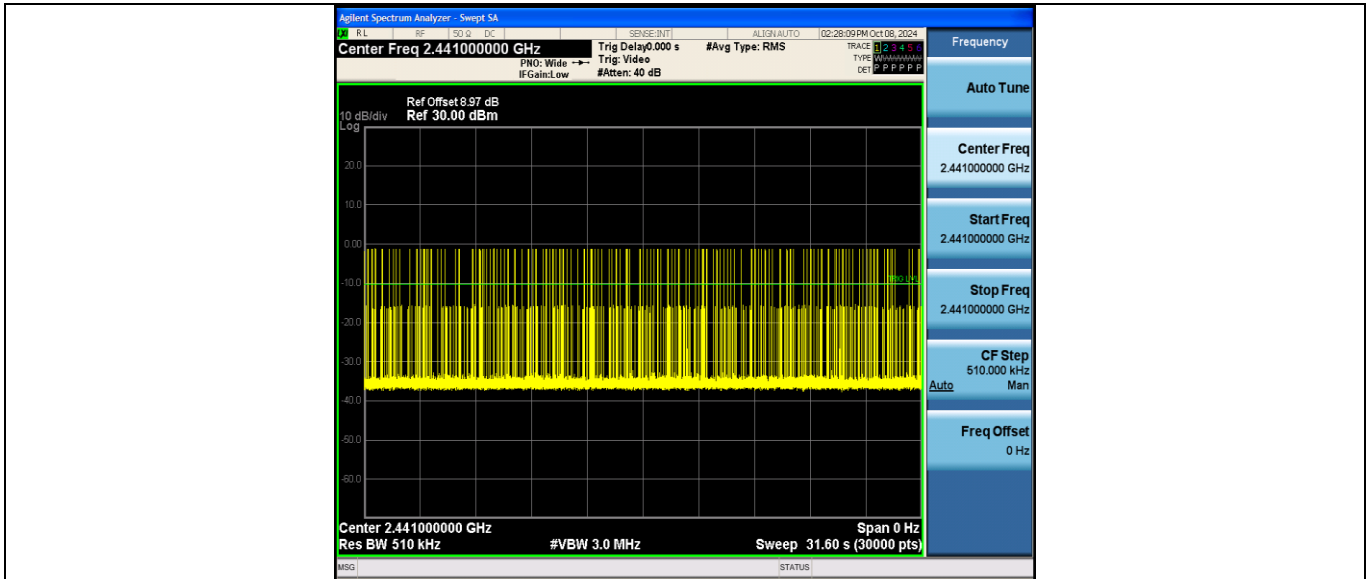 Agilent Spectrum Analyzer - Swept SA
LXI RL RF 50 Ω DC SENSE:INT ALIGN AUTO 02:28:09 PM Oct 08, 2024
Center Freq 2.441000000 GHz Trig Delay0.000 s #Avg Type: RMS TRACE 1 2 3 4 5 6
PNO: Wide Trig: Video TYPE
IFGain:Low #Atten: 40 dB DET P P P P P P
Frequency
Auto Tune
Center Freq
2.441000000 GHz
Start Freq
2.441000000 GHz
Stop Freq
2.441000000 GHz
CF Step
510.000 kHz
Auto Man
Freq Offset
0 Hz
Ref Offset 8.97 dB
10 dB/div Ref 30.00 dBm
Log
20.0
10.0
0.00
-10.0
TRIG LVL
-20.0
-30.0
-40.0
-50.0
-60.0
Center 2.441000000 GHz Span 0 Hz
Res BW 510 kHz #VBW 3.0 MHz Sweep 31.60 s (30000 pts)
MSG STATUS